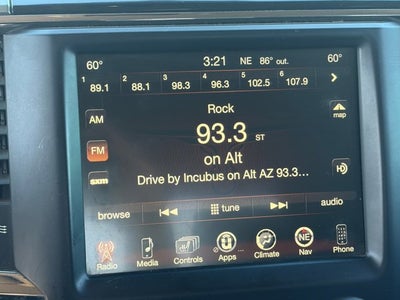 60° 3:21 NE 86° out. 60°
1 89.1 2 88.1 3 98.3 4 96.3 5 102.5 6 107.9
Rock
AM
map
93.3 ST
FM
on Alt
sxm
Drive by Incubus on Alt AZ 93.3...
HD
browse tune audio
NE
Radio Media Controls Apps Climate Nav Phone